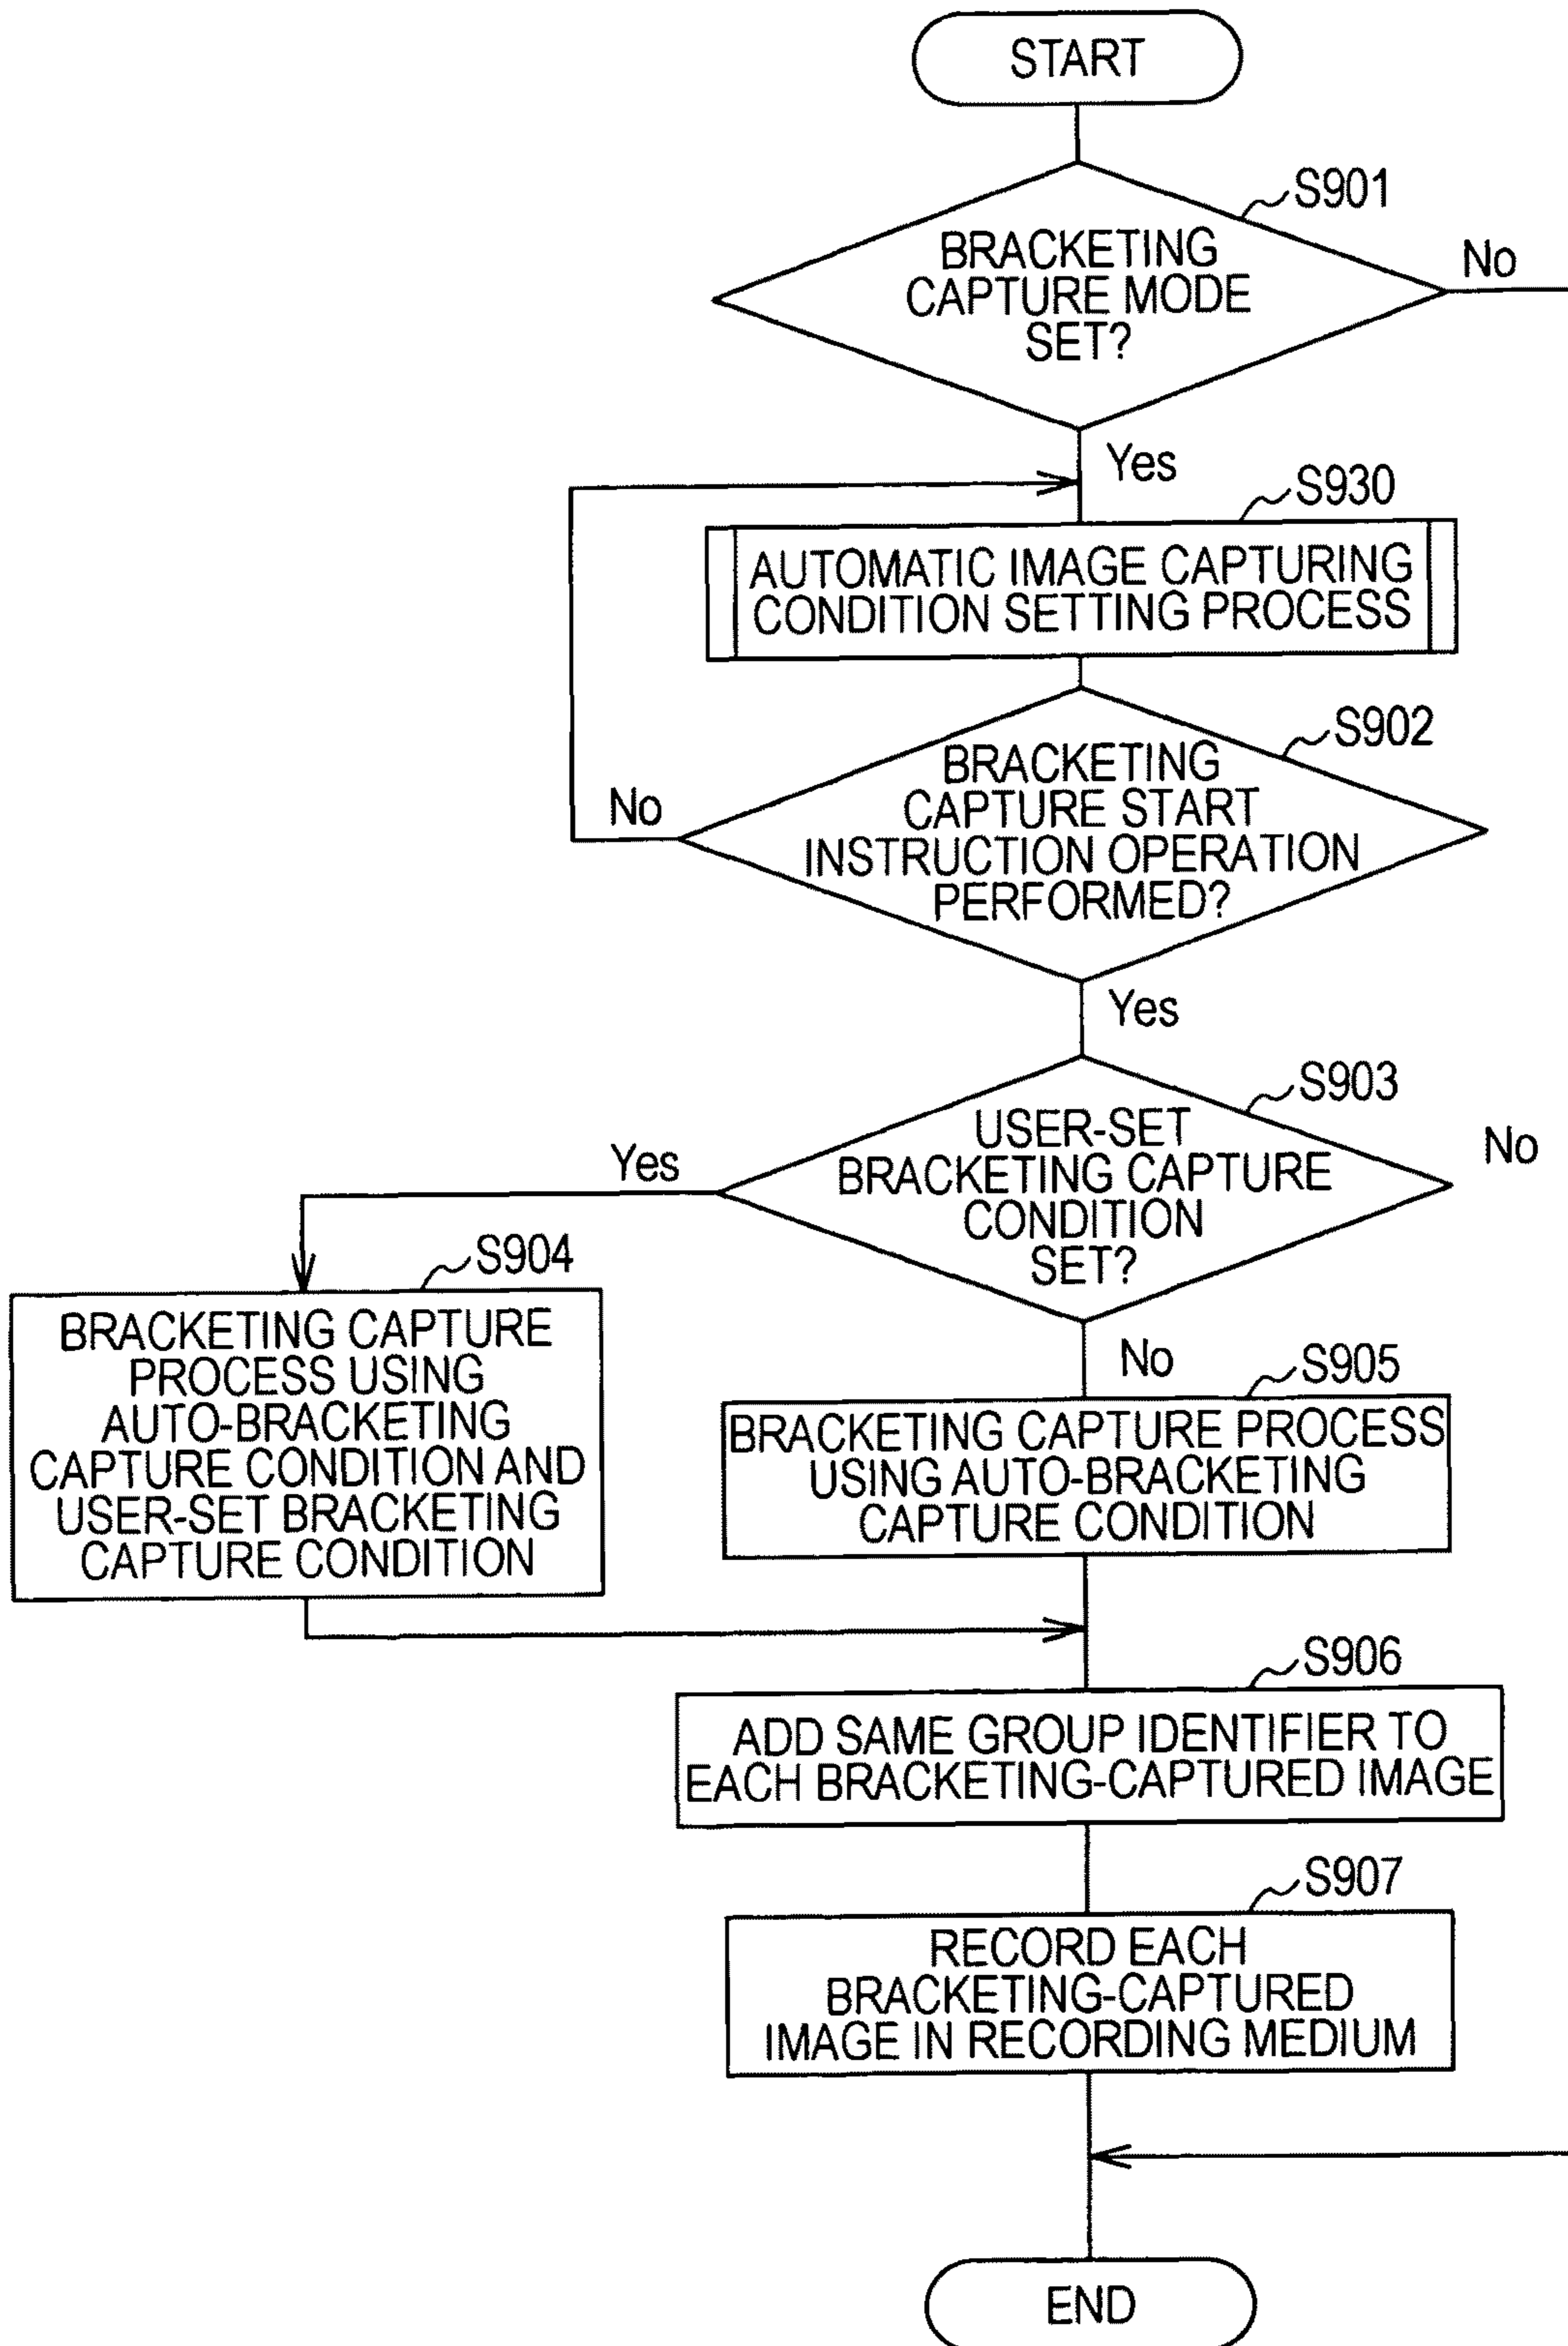 START
S901
BRACKETING
CAPTURE MODE
SET?
No
Yes
S930
AUTOMATIC IMAGE CAPTURING
CONDITION SETTING PROCESS
S902
BRACKETING
CAPTURE START
INSTRUCTION OPERATION
PERFORMED?
No
Yes
S903
USER-SET
BRACKETING CAPTURE
CONDITION
SET?
No
Yes
S904
BRACKETING CAPTURE
PROCESS USING
AUTO-BRACKETING
CAPTURE CONDITION AND
USER-SET BRACKETING
CAPTURE CONDITION
No
S905
BRACKETING CAPTURE PROCESS
USING AUTO-BRACKETING
CAPTURE CONDITION
S906
ADD SAME GROUP IDENTIFIER TO
EACH BRACKETING-CAPTURED IMAGE
S907
RECORD EACH
BRACKETING-CAPTURED
IMAGE IN RECORDING MEDIUM
END